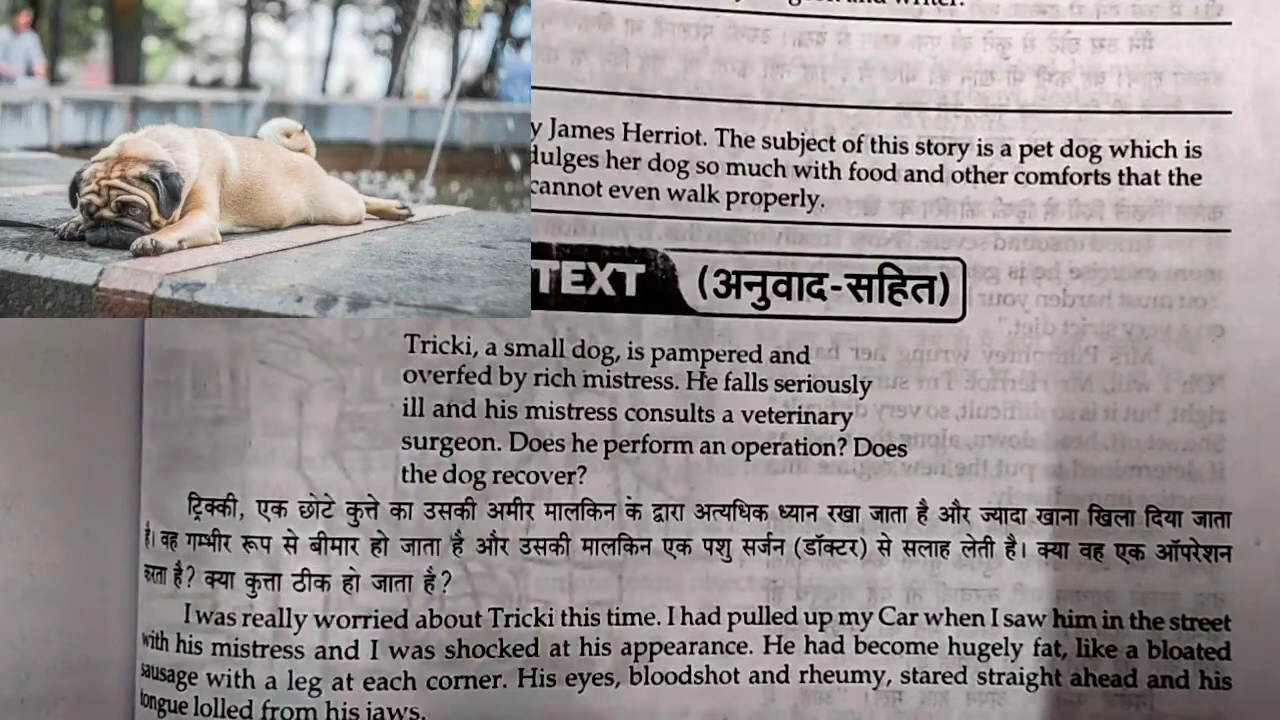 and writer.
y James Herriot. The subject of this story is a pet dog which is
dulges her dog so much with food and other comforts that the
cannot even walk properly.
TEXT (अनुवाद-सहित)
Tricki, a small dog, is pampered and
overfed by rich mistress. He falls seriously
ill and his mistress consults a veterinary
surgeon. Does he perform an operation? Does
the dog recover?
ट्रिक्की, एक छोटे कुत्ते का उसकी अमीर मालकिन के द्वारा अत्यधिक ध्यान रखा जाता है और ज्यादा खाना खिला दिया जाता
है। वह गम्भीर रूप से बीमार हो जाता है और उसकी मालकिन एक पशु सर्जन (डॉक्टर) से सलाह लेती है। क्या वह एक ऑपरेशन
करता है? क्या कुत्ता ठीक हो जाता है?
I was really worried about Tricki this time. I had pulled up my Car when I saw him in the street
with his mistress and I was shocked at his appearance. He had become hugely fat, like a bloated
sausage with a leg at each corner. His eyes, bloodshot and rheumy, stared straight ahead and his
tongue lolled from his jaws.